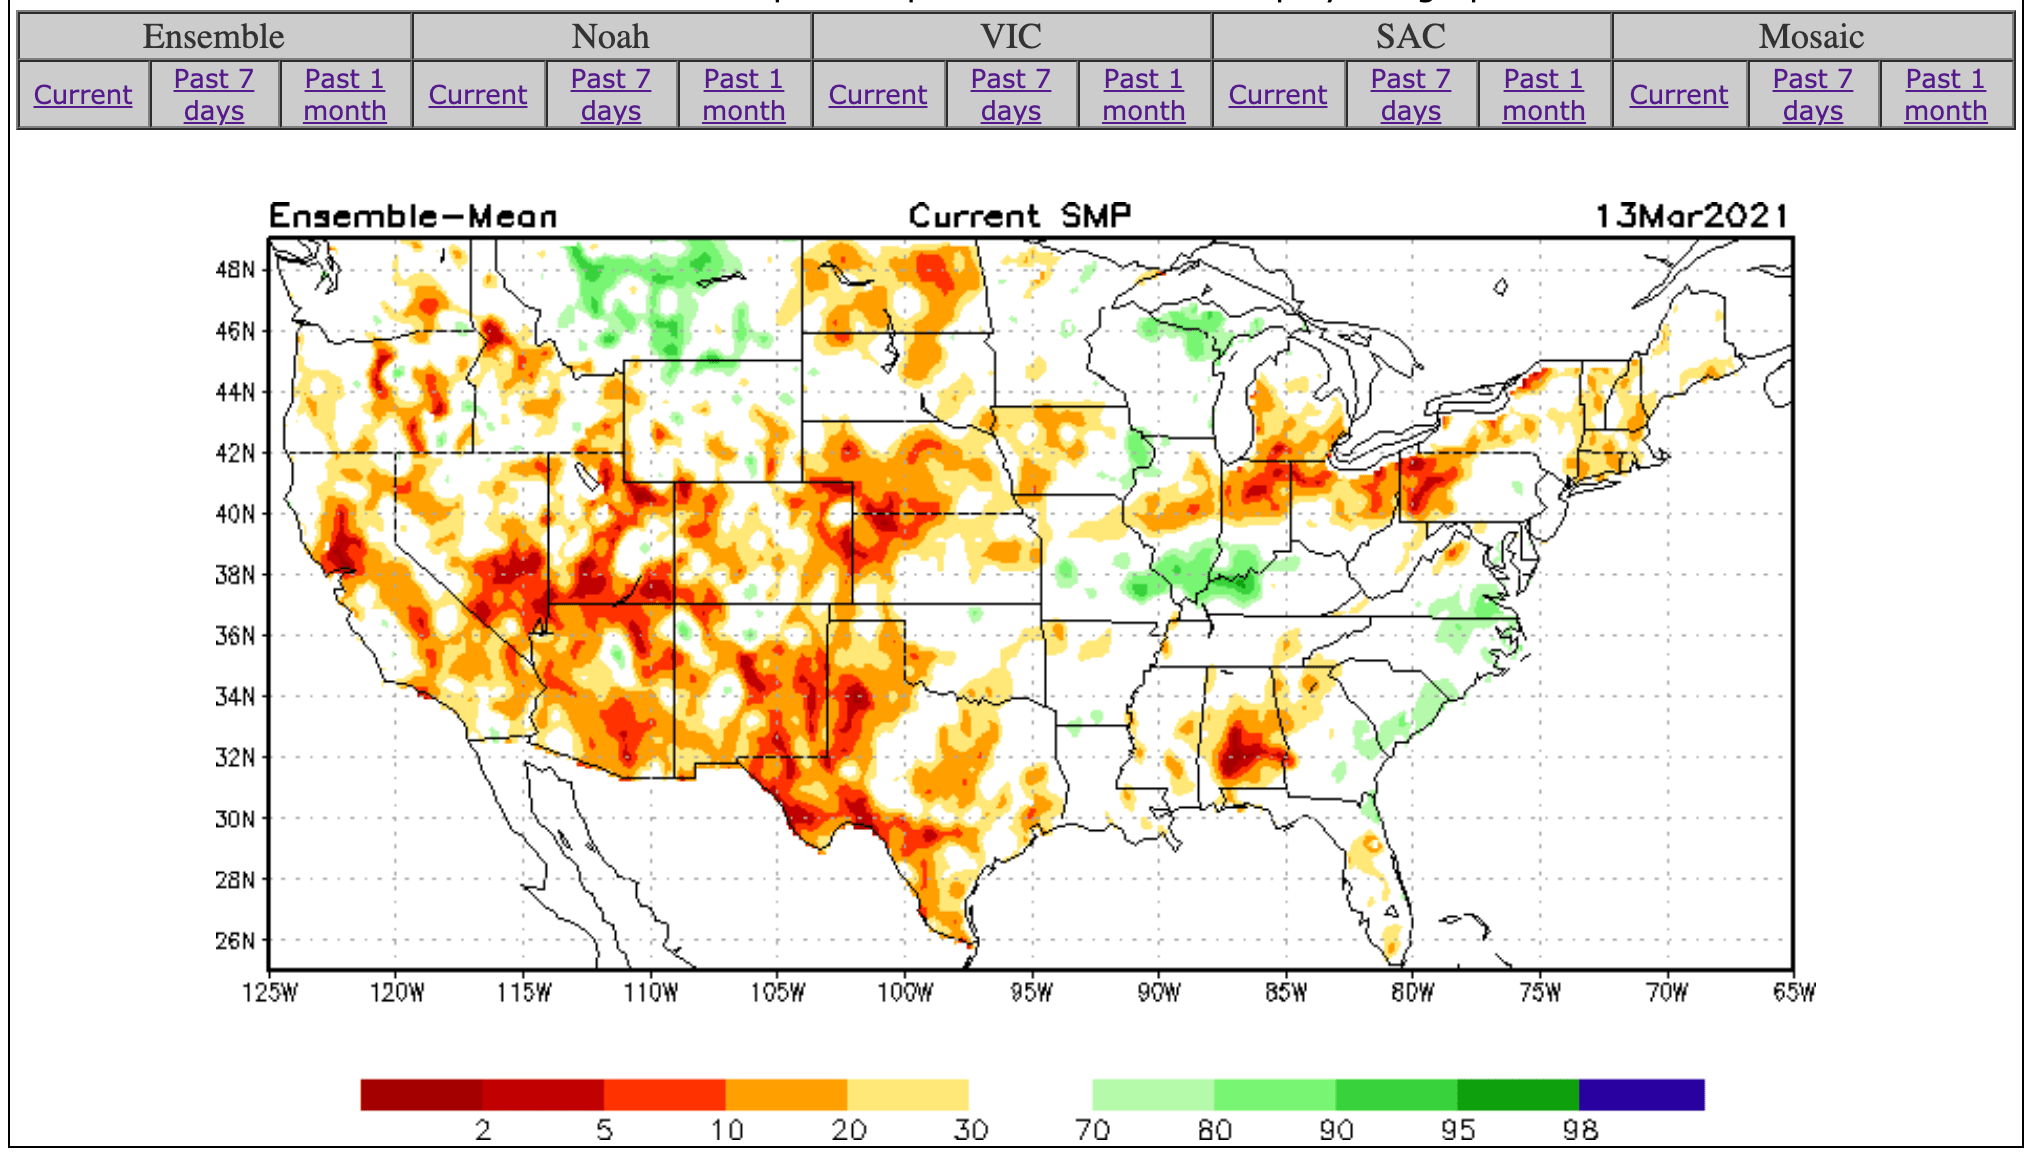 Ensemble Noah VIC SAC Mosaic
Current Past 7 days Past 1 month Current Past 7 days Past 1 month Current Past 7 days Past 1 month Current Past 7 days Past 1 month Current Past 7 days Past 1 month
Ensemble-Mean Current SMP 13Mar2021
48N
46N
44N
42N
40N
38N
36N
34N
32N
30N
28N
26N
125W 120W 115W 110W 105W 100W 95W 90W 85W 80W 75W 70W 65W
2 5 10 20 30 70 80 90 95 98